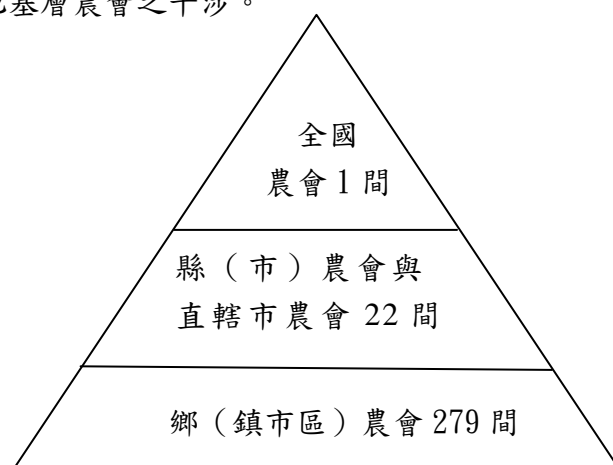 基層農會之干涉。
全國
農會 1 間
縣（市）農會與
直轄市農會 22 間
鄉（鎮市區）農會 279 間